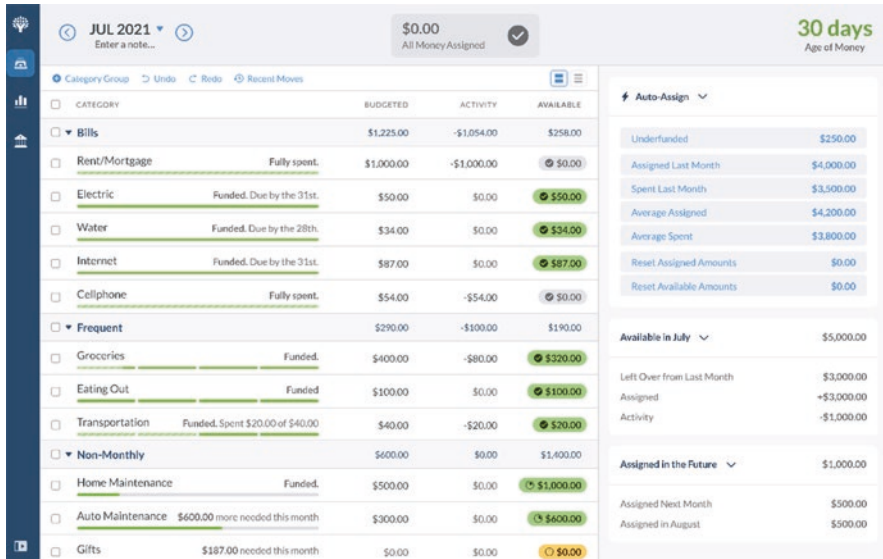 JUL 2021
Enter a note...
$0.00
All Money Assigned
30 days
Age of Money
Category Group Undo Redo Recent Moves
CATEGORY BUDGETED ACTIVITY AVAILABLE
Bills $1,225.00 -$1,054.00 $258.00
Rent/Mortgage Fully spent. $1,000.00 -$1,000.00 $0.00
Electric Funded. Due by the 31st. $50.00 $0.00 $50.00
Water Funded. Due by the 28th. $34.00 $0.00 $34.00
Internet Funded. Due by the 31st. $87.00 $0.00 $87.00
Cellphone Fully spent. $54.00 -$54.00 $0.00
Frequent $290.00 -$100.00 $190.00
Groceries Funded. $400.00 -$80.00 $320.00
Eating Out Funded $100.00 $0.00 $100.00
Transportation Funded. Spent $20.00 of $40.00 $40.00 -$20.00 $20.00
Non-Monthly $600.00 $0.00 $1,400.00
Home Maintenance Funded. $500.00 $0.00 $1,000.00
Auto Maintenance $600.00 more needed this month $300.00 $0.00 $600.00
Gifts $187.00 needed this month $0.00 $0.00 $0.00
Auto-Assign
Underfunded $250.00
Assigned Last Month $4,000.00
Spent Last Month $3,500.00
Average Assigned $4,200.00
Average Spent $3,800.00
Reset Assigned Amounts $0.00
Reset Available Amounts $0.00
Available in July $5,000.00
Left Over from Last Month $3,000.00
Assigned +$3,000.00
Activity -$1,000.00
Assigned in the Future $1,000.00
Assigned Next Month $500.00
Assigned in August $500.00